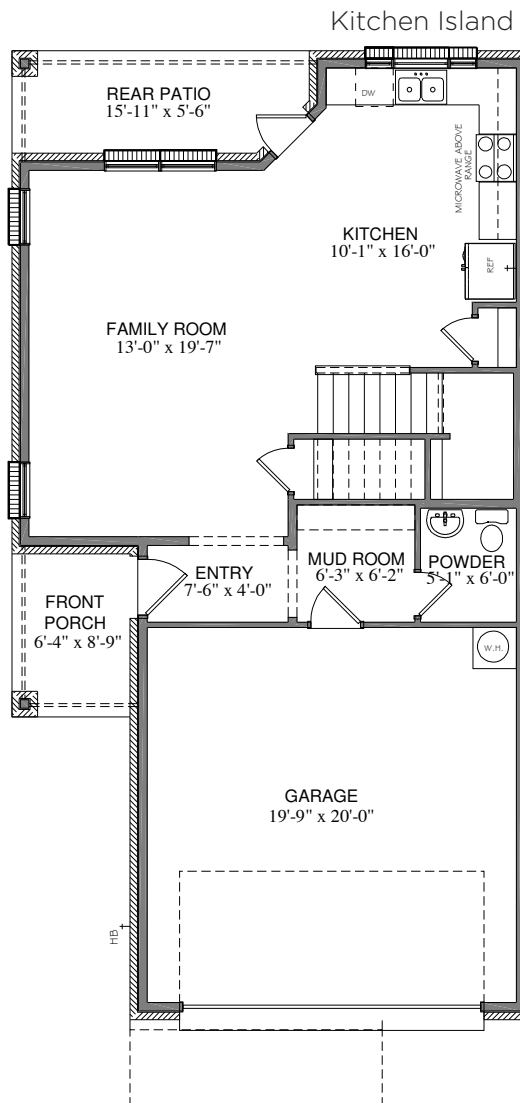 Kitchen Island
REAR PATIO
15'-11" x 5'-6"
DW
MICROWAVE ABOVE
RANGE
KITCHEN
10'-1" x 16'-0"
REF
FAMILY ROOM
13'-0" x 19'-7"
MUD ROOM
6'-3" x 6'-2"
POWDER
5'-1" x 6'-0"
ENTRY
7'-6" x 4'-0"
FRONT
PORCH
6'-4" x 8'-9"
W.H.
GARAGE
19'-9" x 20'-0"
HB